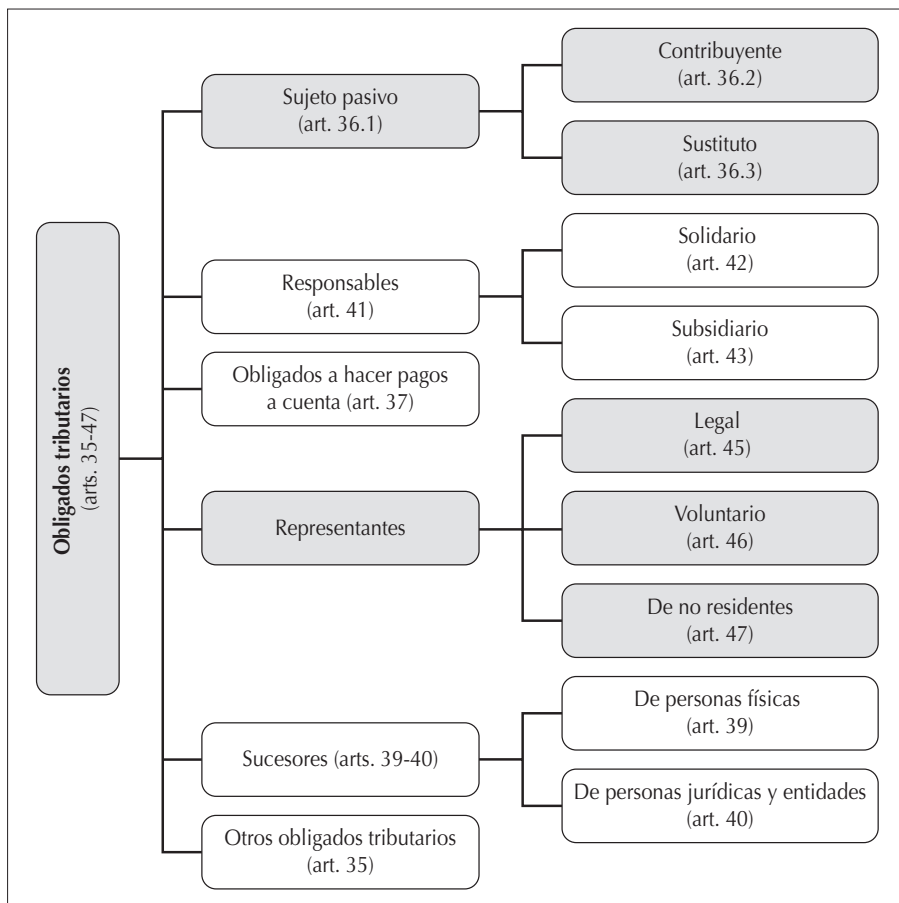 Obligados tributarios
(arts. 35-47)
Sujeto pasivo
(art. 36.1)
Contribuyente
(art. 36.2)
Sustituto
(art. 36.3)
Responsables
(art. 41)
Solidario
(art. 42)
Subsidiario
(art. 43)
Obligados a hacer pagos
a cuenta (art. 37)
Representantes
Legal
(art. 45)
Voluntario
(art. 46)
De no residentes
(art. 47)
Sucesores (arts. 39-40)
De personas físicas
(art. 39)
De personas jurídicas y entidades
(art. 40)
Otros obligados tributarios
(art. 35)